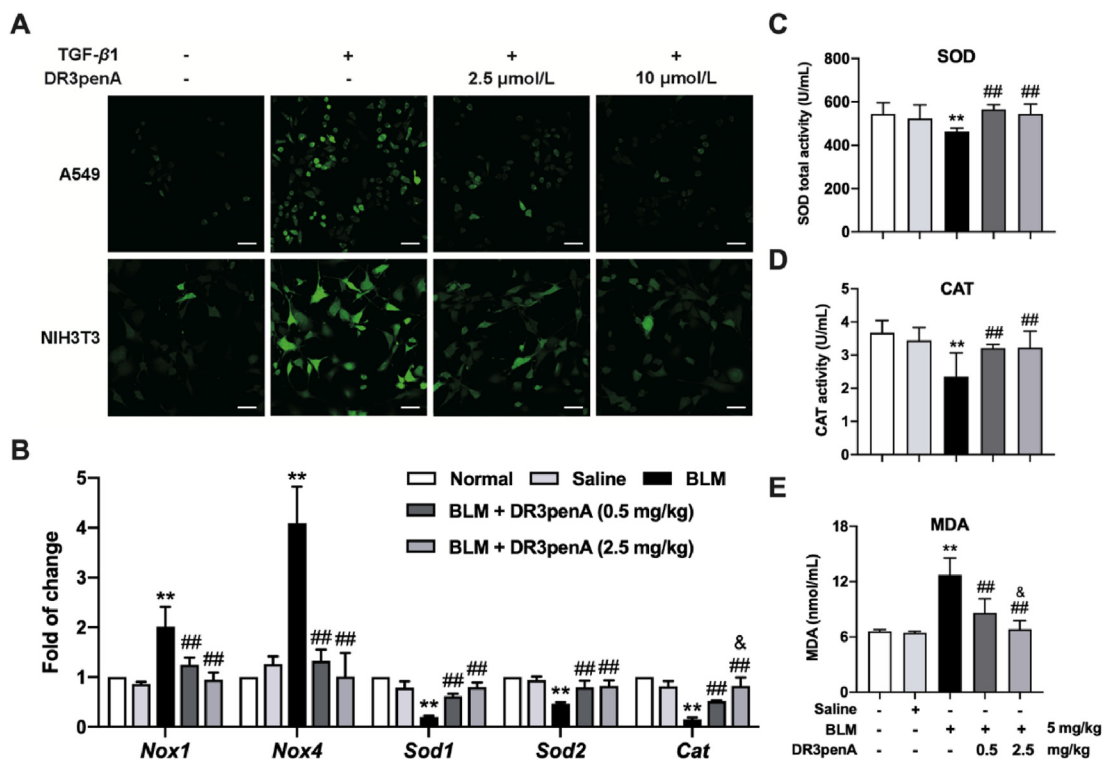 A
TGF-β1 - + + +
DR3penA - - 2.5 μmol/L 10 μmol/L
A549
NIH3T3
B
Fold of change
5
4
3
2
1
0
Normal Saline BLM
BLM + DR3penA (0.5 mg/kg)
BLM + DR3penA (2.5 mg/kg)
** ## ##
** ## ##
** ## ##
** ## ##
** ## & ##
Nox1 Nox4 Sod1 Sod2 Cat
C
SOD
SOD total activity (U/mL)
800
600
400
200
0
** ## ##
D
CAT
CAT activity (U/mL)
5
4
3
2
1
0
** ## ##
E
MDA
MDA (nmol/mL)
18
12
6
0
** ## & ##
Saline - + - - -
BLM - - + + + 5 mg/kg
DR3penA - - - 0.5 2.5 mg/kg